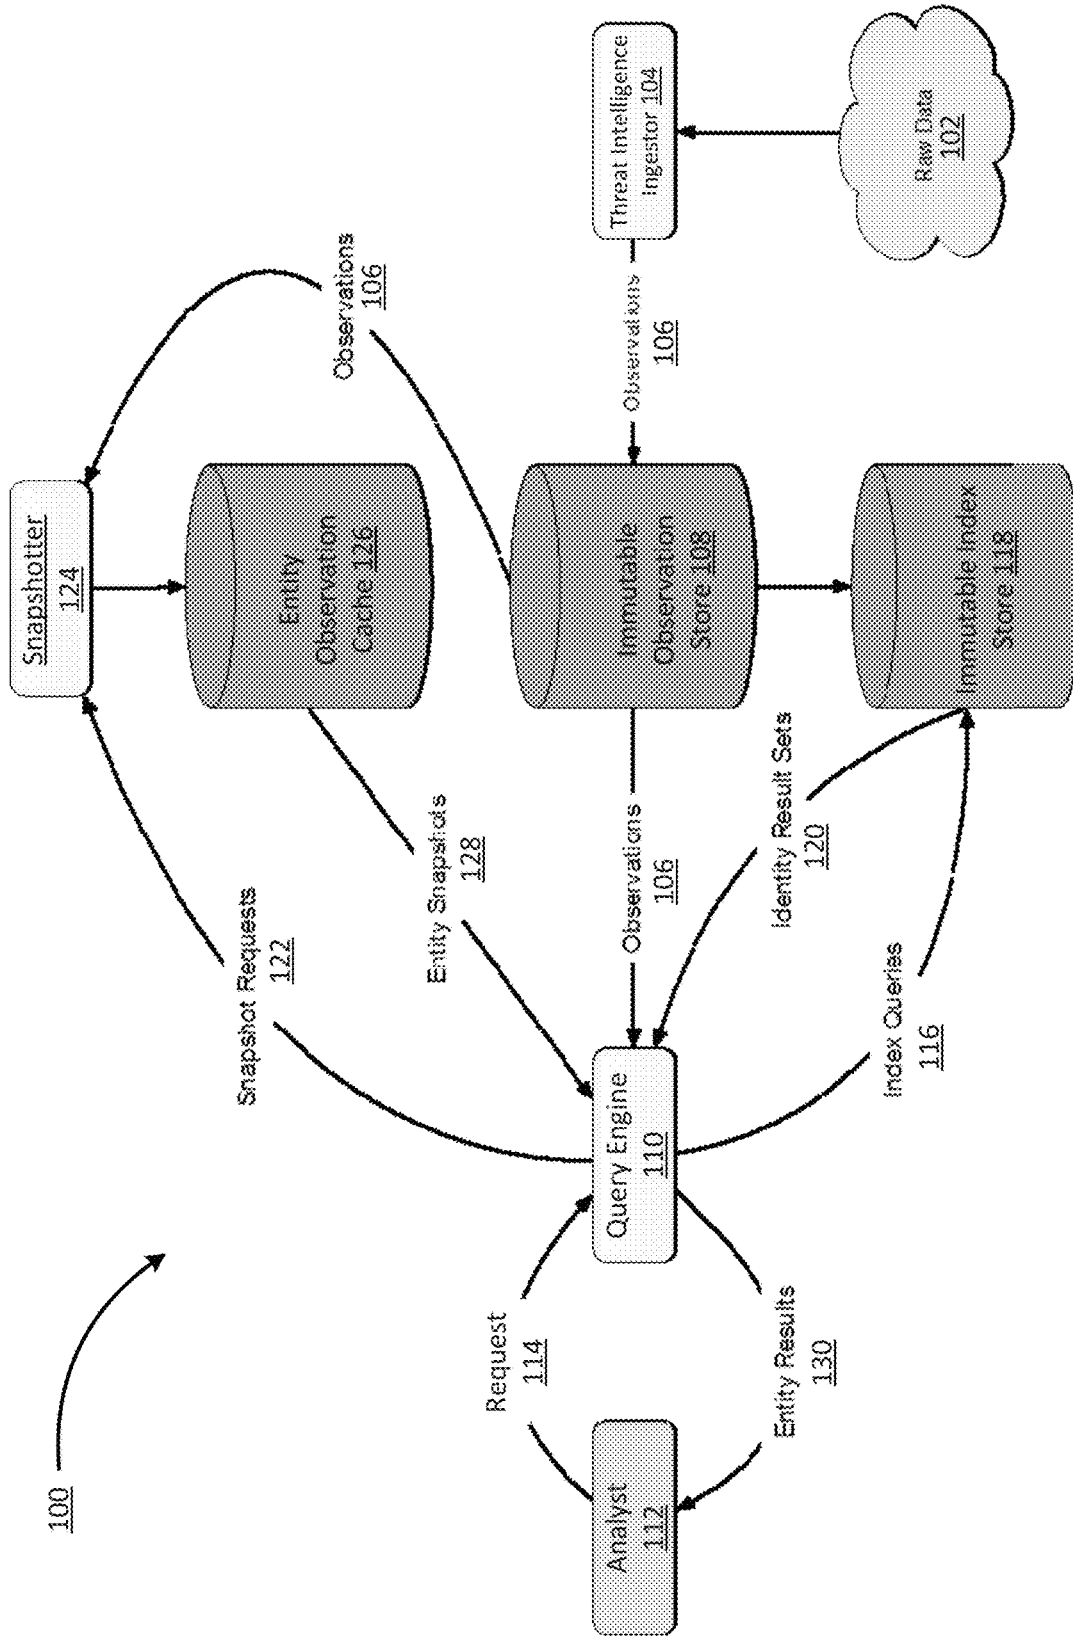 100
Snapshotter
124
Snapshot Requests
122
Observations
106
Entity
Observation
Cache 126
Entity Snapshots
128
Request
114
Analyst
112
Query Engine
110
Observations
106
Immutable
Observation
Store 108
Observations
106
Threat Intelligence
Ingestor 104
Entity Results
130
Identity Result Sets
120
Index Queries
116
Immutable Index
Store 118
Raw Data
102